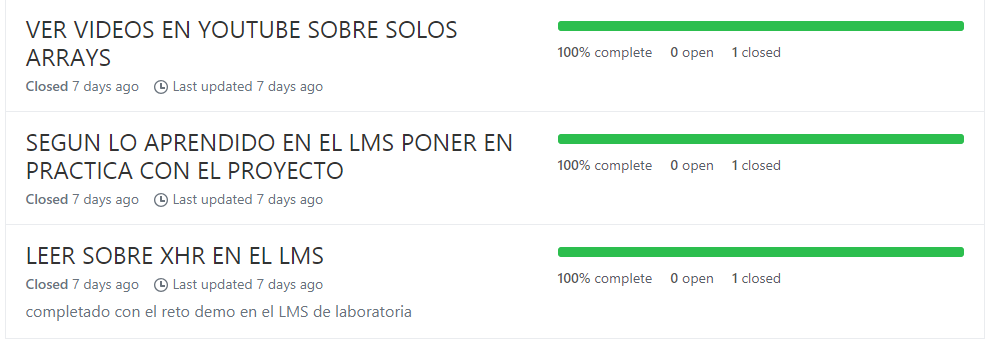 VER VIDEOS EN YOUTUBE SOBRE SOLOS
ARRAYS
Closed 7 days ago Last updated 7 days ago
100% complete 0 open 1 closed
SEGUN LO APRENDIDO EN EL LMS PONER EN
PRACTICA CON EL PROYECTO
Closed 7 days ago Last updated 7 days ago
100% complete 0 open 1 closed
LEER SOBRE XHR EN EL LMS
Closed 7 days ago Last updated 7 days ago
completado con el reto demo en el LMS de laboratoria
100% complete 0 open 1 closed